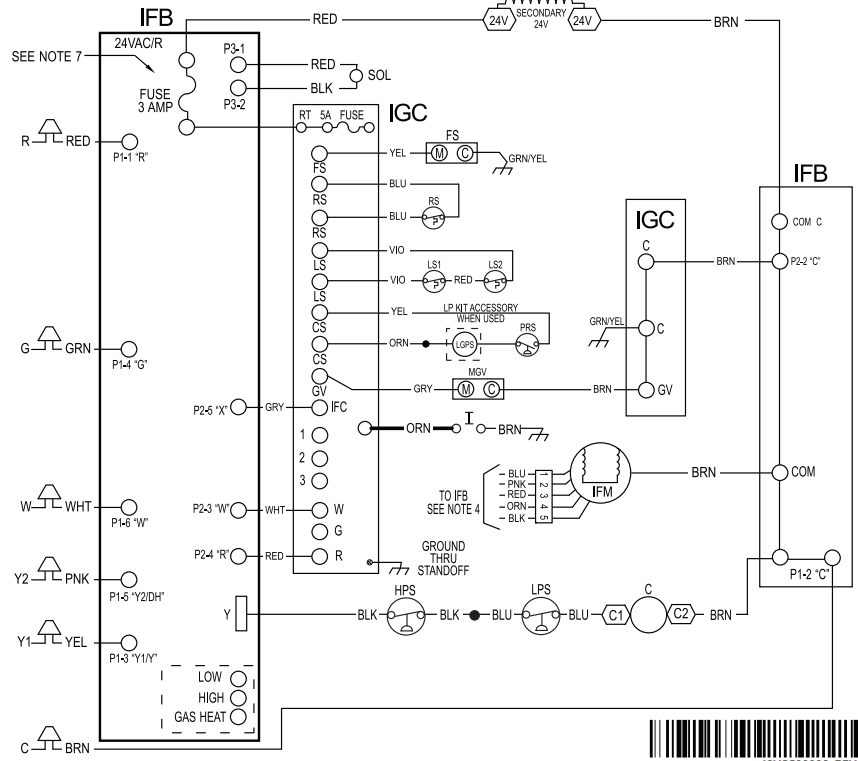 IFB
RED
24V
SECONDARY
24V
24V
BRN
24VAC/R
SEE NOTE 7
FUSE
3 AMP
P3-1
RED
SOL
P3-2
BLK
R
RED
P1-1 "R"
RT 5A FUSE
IGC
FS
YEL
M
C
GRN/YEL
FS
BLU
RS
RS
BLU
RS
VIO
LS
VIO
LS1
RED
LS2
LS
YEL
LP KIT ACCESSORY
WHEN USED
PRS
CS
ORN
LGPS
CS
MGV
GV
GRY
M
C
BRN
IFB
IGC
C
COM C
BRN
P2-2 "C"
GRN/YEL
C
GV
G
GRN
P1-4 "G"
P2-5 "X"
GRY
IFC
1
2
3
ORN
I
BRN
TO IFB
SEE NOTE 4
BLU
PNK
RED
ORN
BLK
1
2
3
4
5
IFM
BRN
COM
W
WHT
P1-6 "W"
P2-3 "W"
WHT
W
G
P2-4 "R"
RED
R
GROUND
THRU
STANDOFF
Y2
PNK
P1-5 "Y2/DH"
Y
BLK
HPS
BLK
BLU
LPS
BLU
C1
C
C2
BRN
P1-2 "C"
Y1
YEL
P1-3 "Y1/Y"
LOW
HIGH
GAS HEAT
C
BRN